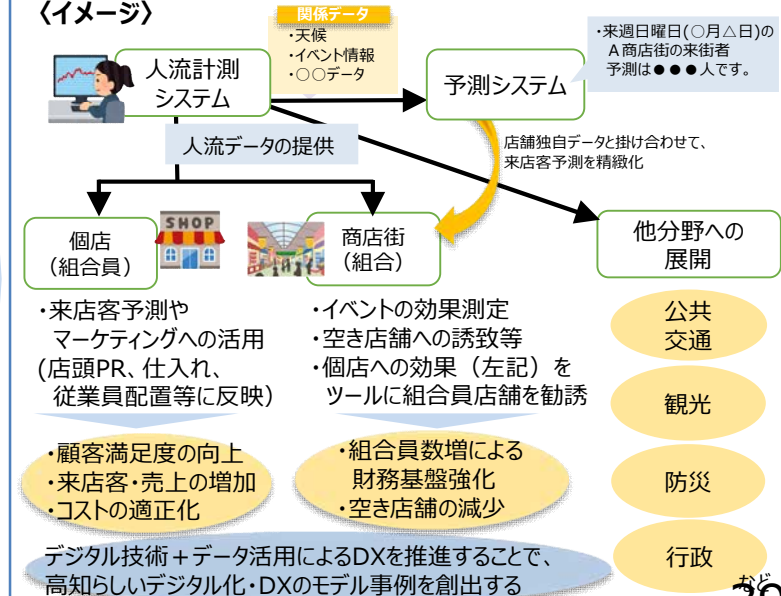 〈イメージ〉
関係データ
・天候
・イベント情報
・〇〇データ
人流計測
システム
予測システム
・来週日曜日(〇月△日)の
A商店街の来街者
予測は●●●人です。
人流データの提供
店舗独自データと掛け合わせて、
来店客予測を精緻化
個店
(組合員)
SHOP
商店街
(組合)
他分野への
展開
・来店客予測や
マーケティングへの活用
(店頭PR、仕入れ、
従業員配置等に反映)
・イベントの効果測定
・空き店舗への誘致等
・個店への効果（左記）を
ツールに組合員店舗を勧誘
・顧客満足度の向上
・来店客・売上の増加
・コストの適正化
・組合員数増による
財務基盤強化
・空き店舗の減少
公共
交通
観光
防災
行政
など
デジタル技術＋データ活用によるDXを推進することで、
高知らしいデジタル化・DXのモデル事例を創出する